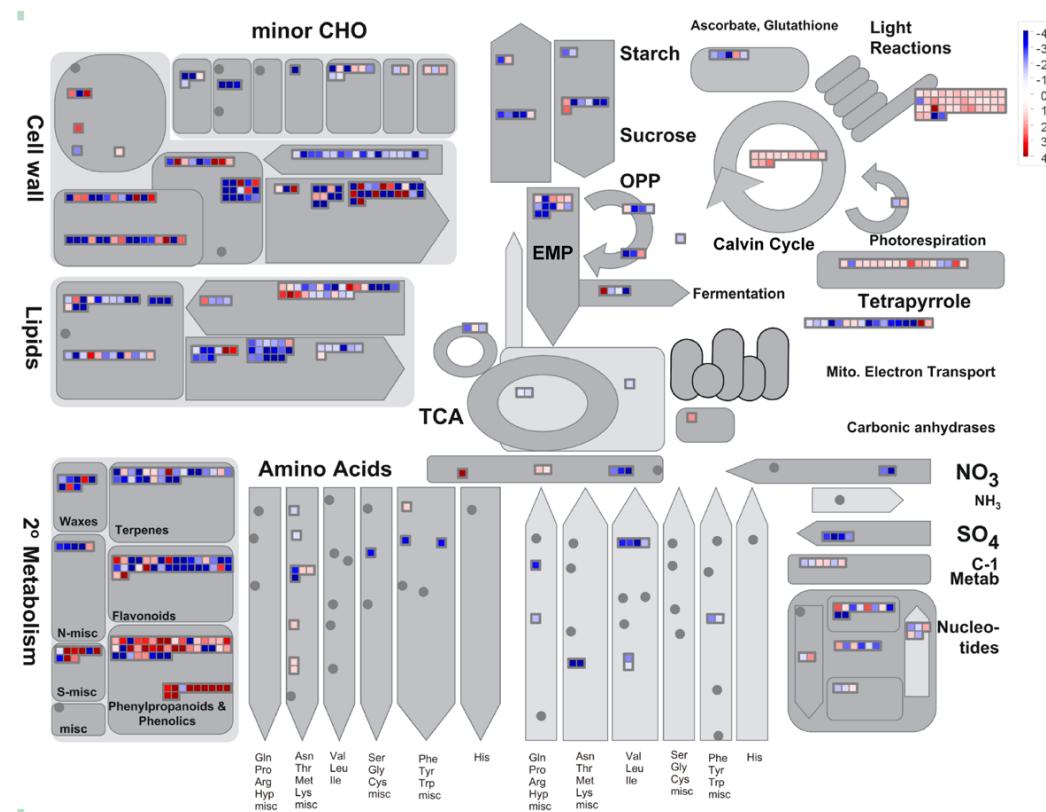 minor CHO
Ascorbate, Glutathione
Light
Reactions
-4
-3
-2
-1
0
1
2
3
4
Starch
Sucrose
Cell wall
OPP
EMP
Calvin Cycle
Photorespiration
Fermentation
Tetrapyrrole
Lipids
Mito. Electron Transport
TCA
Carbonic anhydrases
Amino Acids
NO3
NH3
SO4
C-1
Metab
Nucleo-
tides
2º Metabolism
Waxes
Terpenes
Flavonoids
N-misc
S-misc
Phenylpropanoids &
Phenolics
misc
Gln
Pro
Arg
Hyp
misc
Asn
Thr
Met
Lys
misc
Val
Leu
Ile
Ser
Gly
Cys
misc
Phe
Tyr
Trp
misc
His
Gln
Pro
Arg
Hyp
misc
Asn
Thr
Met
Lys
misc
Val
Leu
Ile
Ser
Gly
Cys
misc
Phe
Tyr
Trp
misc
His